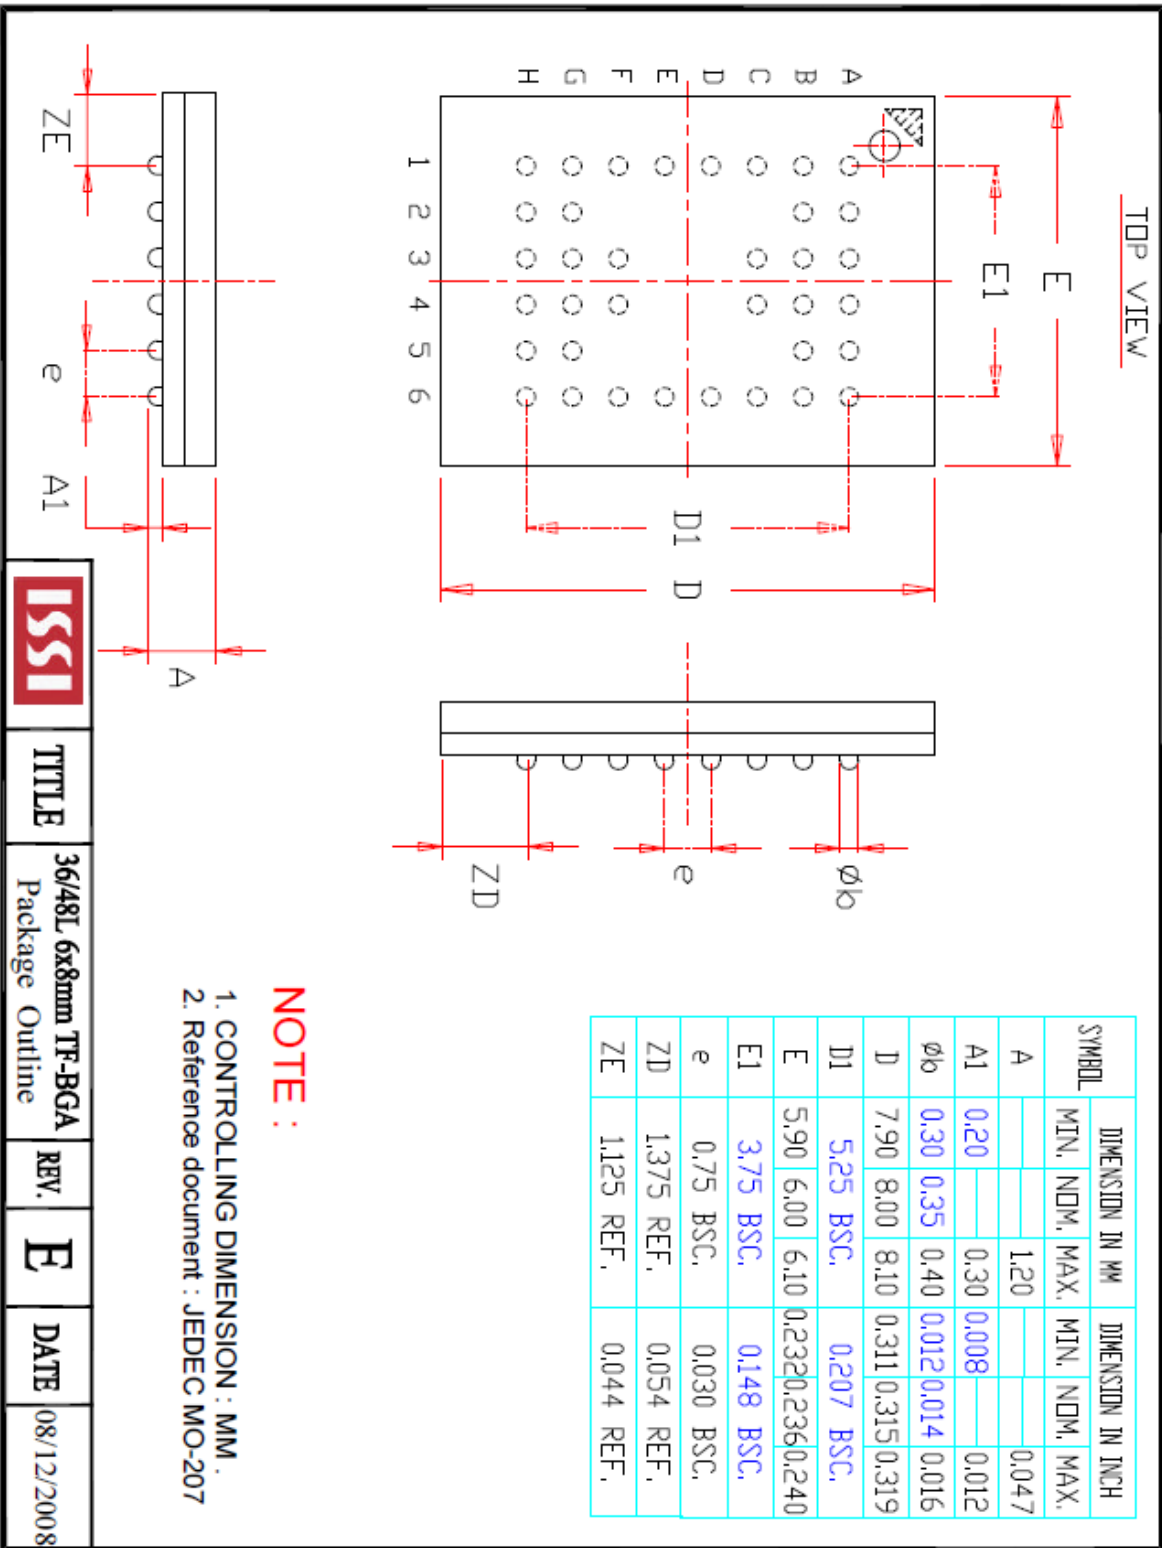 TOP VIEW
E
E1
A
B
C
D
E
F
G
H
1
2
3
4
5
6
D1
D
ZE
e
A1
A
Øb
e
ZD
SYMBOL DIMENSION IN MM DIMENSION IN INCH
MIN. NOM. MAX. MIN. NOM. MAX.
A 1.20 0.047
A1 0.20 0.30 0.008 0.012
Øb 0.30 0.35 0.40 0.012 0.014 0.016
D 7.90 8.00 8.10 0.311 0.315 0.319
D1 5.25 BSC. 0.207 BSC.
E 5.90 6.00 6.10 0.232 0.236 0.240
E1 3.75 BSC. 0.148 BSC.
e 0.75 BSC. 0.030 BSC.
ZD 1.375 REF. 0.054 REF.
ZE 1.125 REF. 0.044 REF.
NOTE :
1. CONTROLLING DIMENSION : MM .
2. Reference document : JEDEC MO-207
ISSI
TITLE
36/48L 6x8mm TF-BGA
Package Outline
REV.
E
DATE
08/12/2008